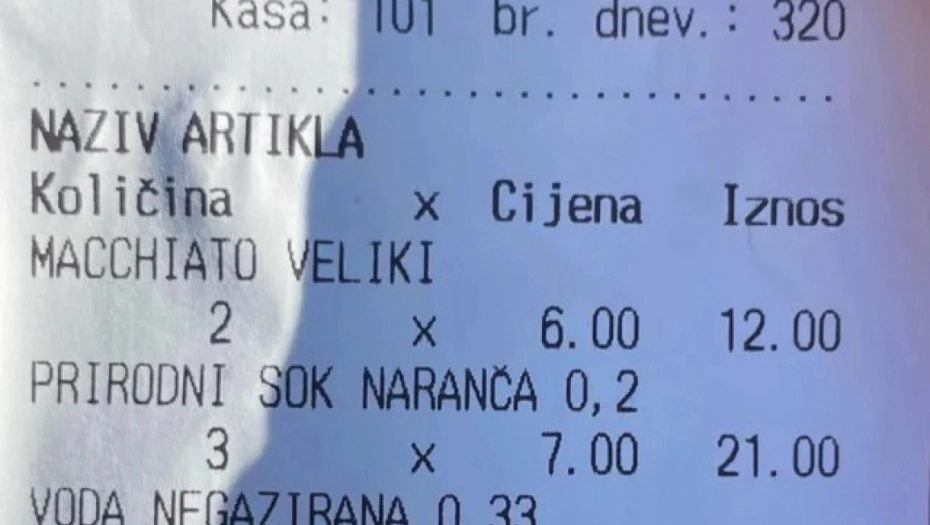 Kasa: 101 br. dnev.: 320
....................................
NAZIV ARTIKLA
Količina x Cijena Iznos
MACCHIATO VELIKI
2 x 6.00 12.00
PRIRODNI SOK NARANČA 0,2
3 x 7.00 21.00
VODA NEGAZIRANA 0.33